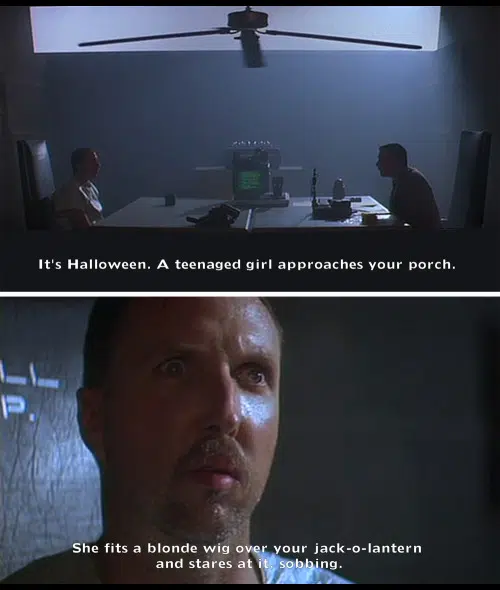 It's Halloween. A teenaged girl approaches your porch.
LL
P.
She fits a blonde wig over your jack-o-lantern
and stares at it, sobbing.